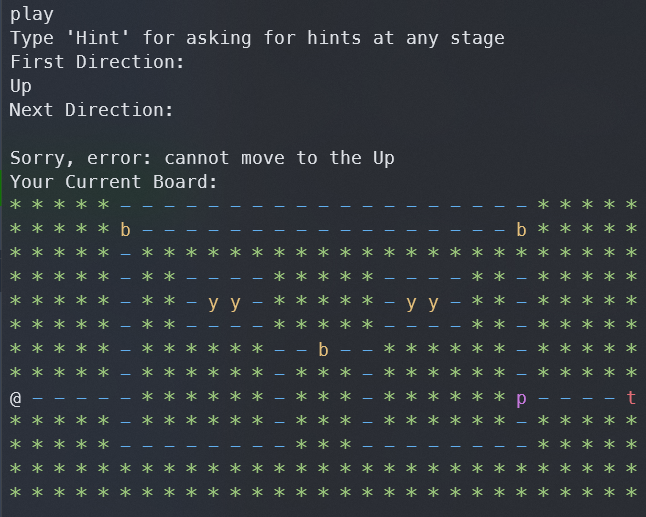 play
Type 'Hint' for asking for hints at any stage
First Direction:
Up
Next Direction:
Sorry, error: cannot move to the Up
Your Current Board:
* * * * * – – – – – – – – – – – – – – – – – – – * * * * *
* * * * * b – – – – – – – – – – – – – – – – – b * * * * *
* * * * * – * * * * * * * * * * * * * * * * * * * * * * *
* * * * * – * * – – – – * * * * * – – – – * * – * * * * *
* * * * * – * * – y y – * * * * * – y y – * * – * * * * *
* * * * * – * * – – – – * * * * * – – – – * * – * * * * *
* * * * * – * * * * * * – – b – – * * * * * * – * * * * *
* * * * * – * * * * * * – * * * – * * * * * * – * * * * *
@ – – – – – * * * * * * – * * * – * * * * * * p – – – – t
* * * * * – * * * * * * – * * * – * * * * * * – * * * * *
* * * * * – – – – – – – – * * * – – – – – – – – * * * * *
* * * * * * * * * * * * * * * * * * * * * * * * * * * * *
* * * * * * * * * * * * * * * * * * * * * * * * * * * * *